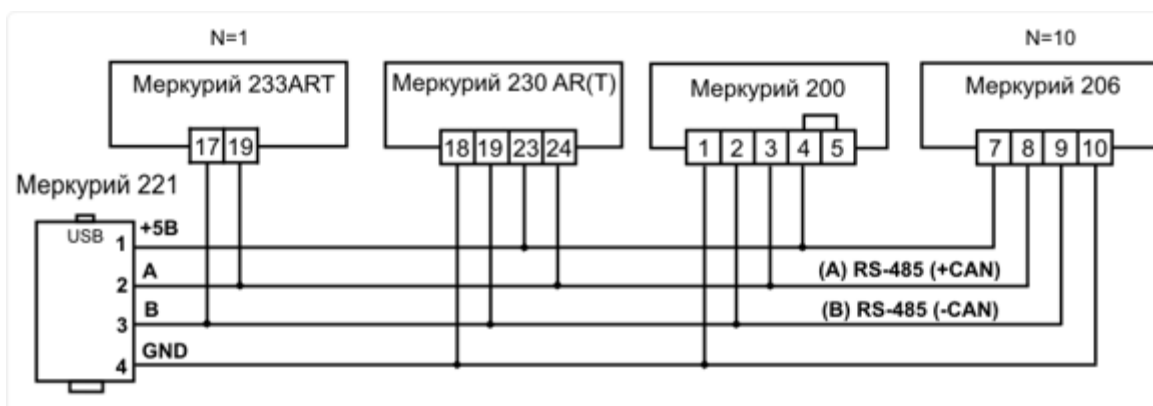 N=1 N=10
Меркурий 233ART Меркурий 230 AR(T) Меркурий 200 Меркурий 206
17 19 18 19 23 24 1 2 3 4 5 7 8 9 10
Меркурий 221
USB 1 +5В
2 A (A) RS-485 (+CAN)
3 B (B) RS-485 (-CAN)
4 GND